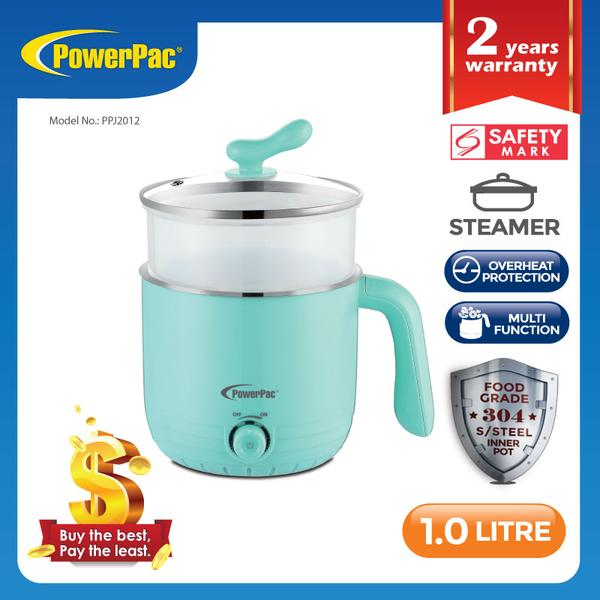 PowerPac®
Model No.: PPJ2012
2 years
warranty
SAFETY
MARK
STEAMER
OVERHEAT
PROTECTION
MULTI
FUNCTION
FOOD
GRADE
★304★
S/STEEL
INNER
POT
PowerPac®
OFF ON
$
Buy the best,
Pay the least.
1.0 LITRE